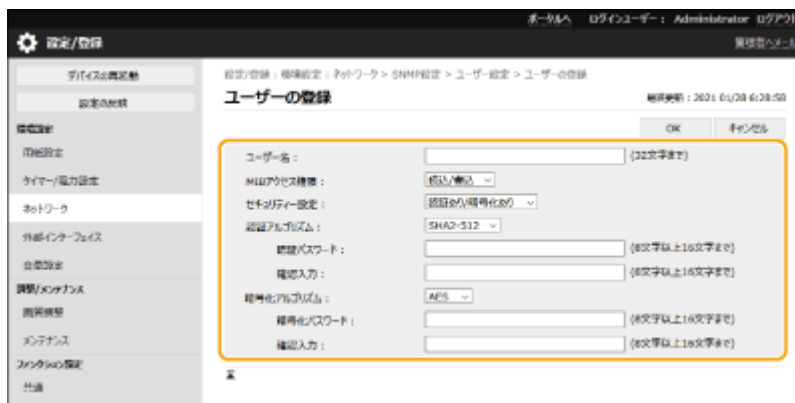 ポータルへ ログインユーザー： Administrator ログアウト
設定/登録 管理者へメール
デバイスの再起動
設定の反映
環境設定
用紙設定
タイマー/電力設定
ネットワーク
外部インターフェイス
音量設定
調整/メンテナンス
画質調整
メンテナンス
ファンクション設定
共通
設定/登録 : 環境設定 : ネットワーク > SNMP設定 > ユーザー設定 > ユーザーの登録
ユーザーの登録 最終更新 : 2021 01/28 6:28:58
OK キャンセル
ユーザー名 : (32文字まで)
MIBアクセス権限 : 読込/書込
セキュリティー設定 : 認証あり/暗号化あり
認証アルゴリズム : SHA2-512
認証パスワード : (6文字以上16文字まで)
確認入力 : (6文字以上16文字まで)
暗号化アルゴリズム : AES
暗号化パスワード : (6文字以上16文字まで)
確認入力 : (6文字以上16文字まで)